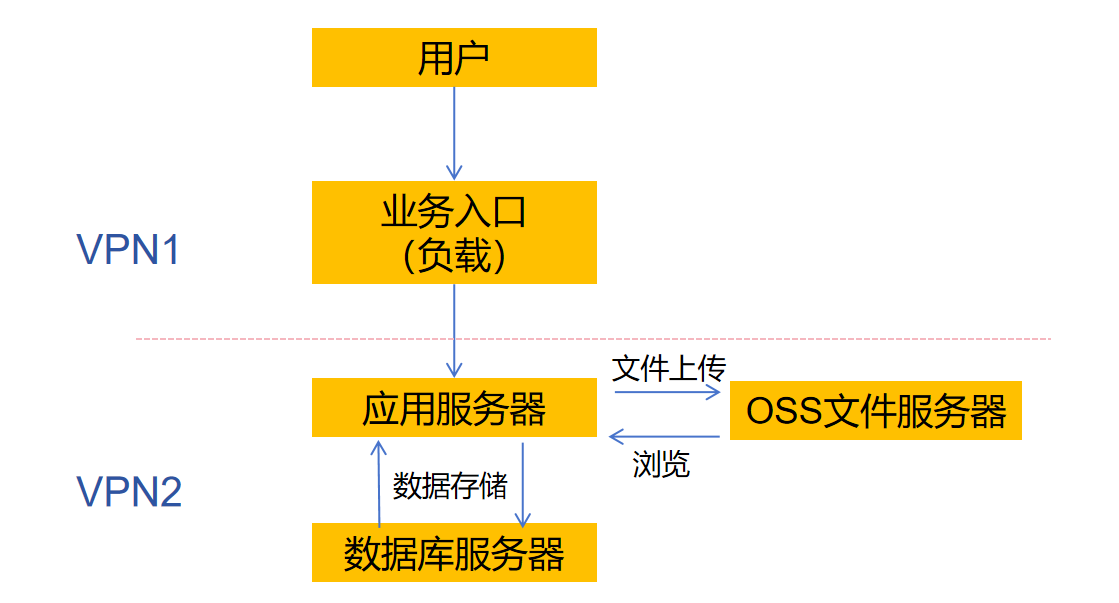 用户
业务入口
（负载）
VPN1
文件上传
应用服务器
OSS文件服务器
浏览
数据存储
VPN2
数据库服务器